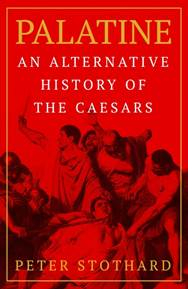 PALATINE
AN ALTERNATIVE
HISTORY OF
THE CAESARS
PETER STOTHARD